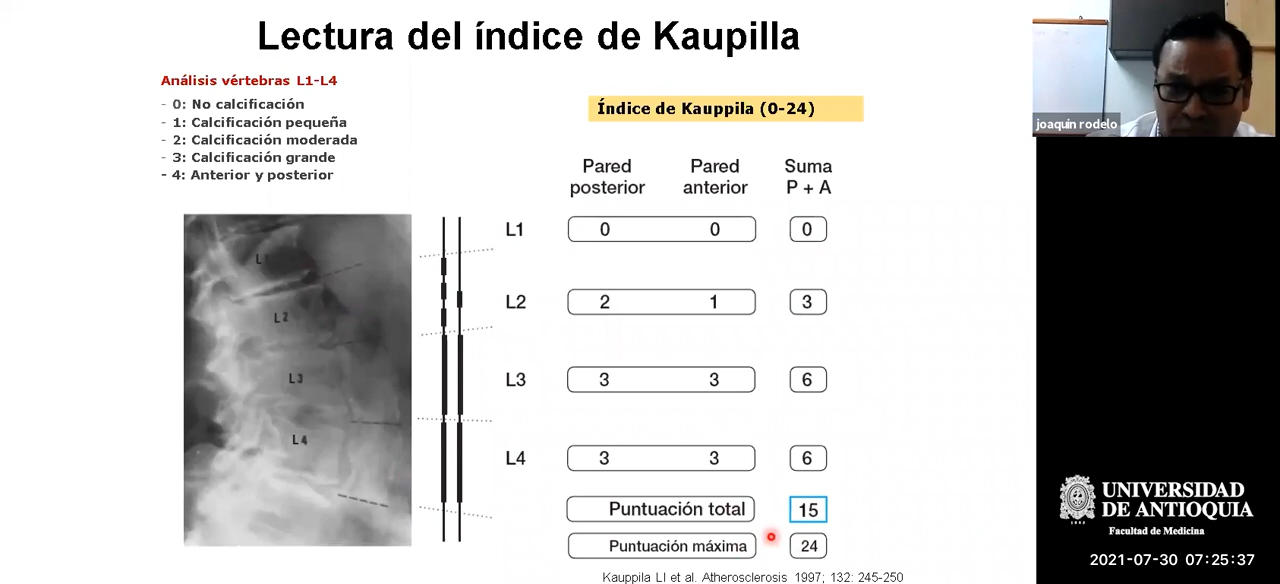 Lectura del índice de Kaupilla
Análisis vértebras L1-L4
- 0: No calcificación
- 1: Calcificación pequeña
- 2: Calcificación moderada
- 3: Calcificación grande
- 4: Anterior y posterior
Índice de Kauppila (0-24)
Pared posterior
Pared anterior
Suma P + A
L1 0 0 0
L2 2 1 3
L3 3 3 6
L4 3 3 6
Puntuación total 15
Puntuación máxima 24
L1
L2
L3
L4
Kauppila LI et al. Atherosclerosis 1997; 132: 245-250
joaquín rodelo
UNIVERSIDAD
DE ANTIOQUIA
1803
Facultad de Medicina
2021-07-30 07:25:37